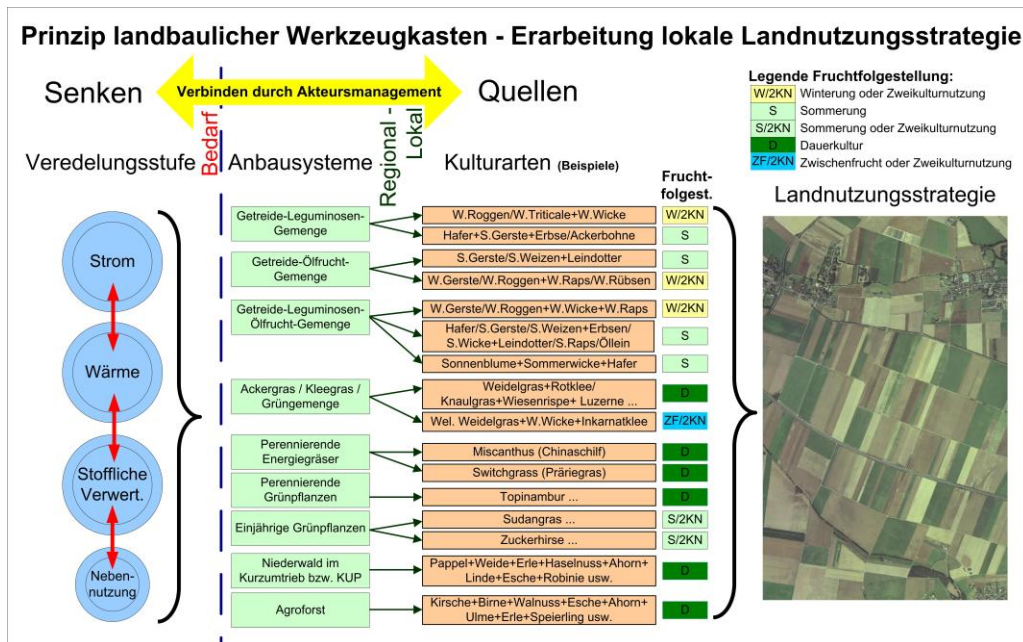 Prinzip landbaulicher Werkzeugkasten - Erarbeitung lokale Landnutzungsstrategie
Senken
Verbinden durch Akteursmanagement
Quellen
Legende Fruchtfolgestellung:
W/2KN Winterung oder Zweikulturnutzung
S Sommerung
S/2KN Sommerung oder Zweikulturnutzung
D Dauerkultur
ZF/2KN Zwischenfrucht oder Zweikulturnutzung
Veredelungsstufe
Bedarf
Anbausysteme
Regional -
Lokal
Kulturarten (Beispiele)
Frucht-
folgest.
Landnutzungsstrategie
Strom
Wärme
Stoffliche
Verwert.
Neben-
nutzung
Getreide-Leguminosen-
Gemenge
W.Roggen/W.Triticale+W.Wicke W/2KN
Hafer+S.Gerste+Erbse/Ackerbohne S
Getreide-Ölfrucht-
Gemenge
S.Gerste/S.Weizen+Leindotter S
W.Gerste/W.Roggen+W.Raps/W.Rübsen W/2KN
Getreide-Leguminosen-
Ölfrucht-Gemenge
W.Gerste/W.Roggen+W.Wicke+W.Raps W/2KN
Hafer/S.Gerste/S.Weizen+Erbsen/
S.Wicke+Leindotter/S.Raps/Öllein S
Sonnenblume+Sommerwicke+Hafer S
Ackergras / Kleegras /
Grüngemenge
Weidelgras+Rotklee/
Knaulgras+Wiesenrispe+ Luzerne ... D
Wel. Weidelgras+W.Wicke+Inkarnatklee ZF/2KN
Perennierende
Energiegräser
Miscanthus (Chinaschilf) D
Switchgrass (Präriegras) D
Perennierende
Grünpflanzen
Topinambur ... D
Einjährige Grünpflanzen
Sudangras ... S/2KN
Zuckerhirse ... S/2KN
Niederwald im
Kurzumtrieb bzw. KUP
Pappel+Weide+Erle+Haselnuss+Ahorn+
Linde+Esche+Robinie usw. D
Agroforst
Kirsche+Birne+Walnuss+Esche+Ahorn+
Ulme+Erle+Speierling usw. D